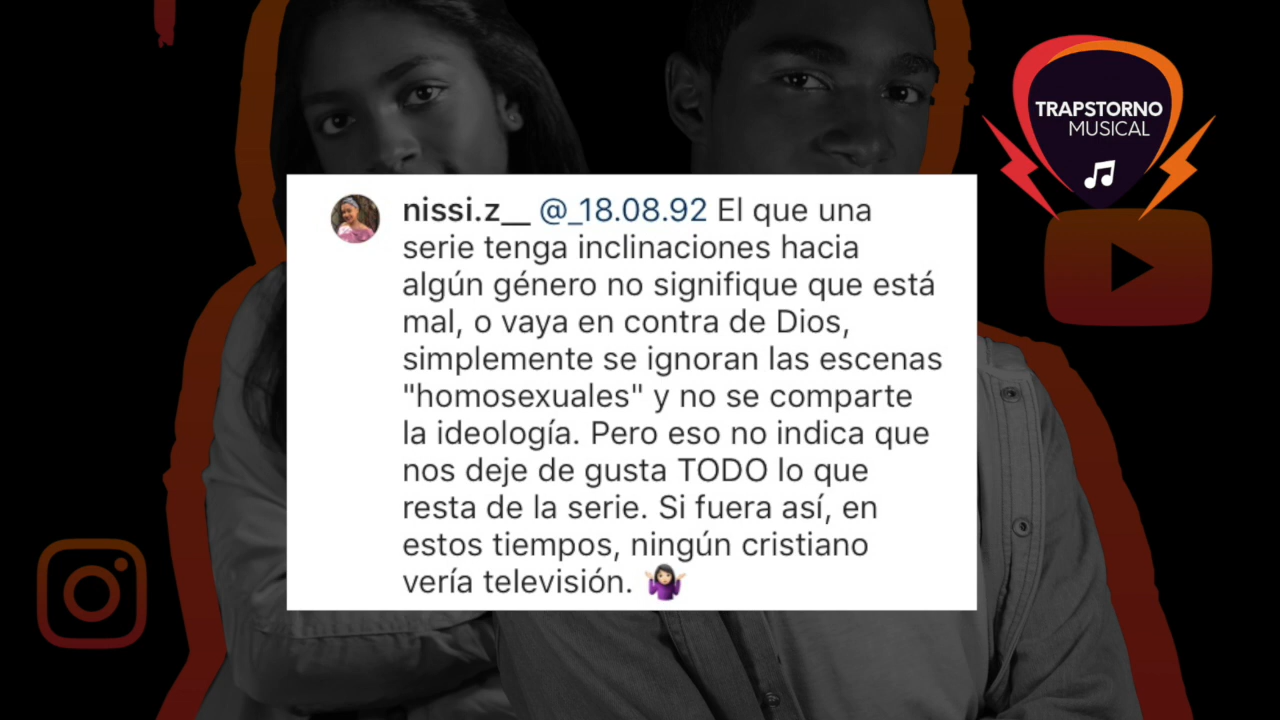 TRAPSTORNO
MUSICAL
nissi.z__ @_18.08.92 El que una
serie tenga inclinaciones hacia
algún género no signifique que está
mal, o vaya en contra de Dios,
simplemente se ignoran las escenas
"homosexuales" y no se comparte
la ideología. Pero eso no indica que
nos deje de gusta TODO lo que
resta de la serie. Si fuera así, en
estos tiempos, ningún cristiano
vería televisión. 🤷🏻‍♀️